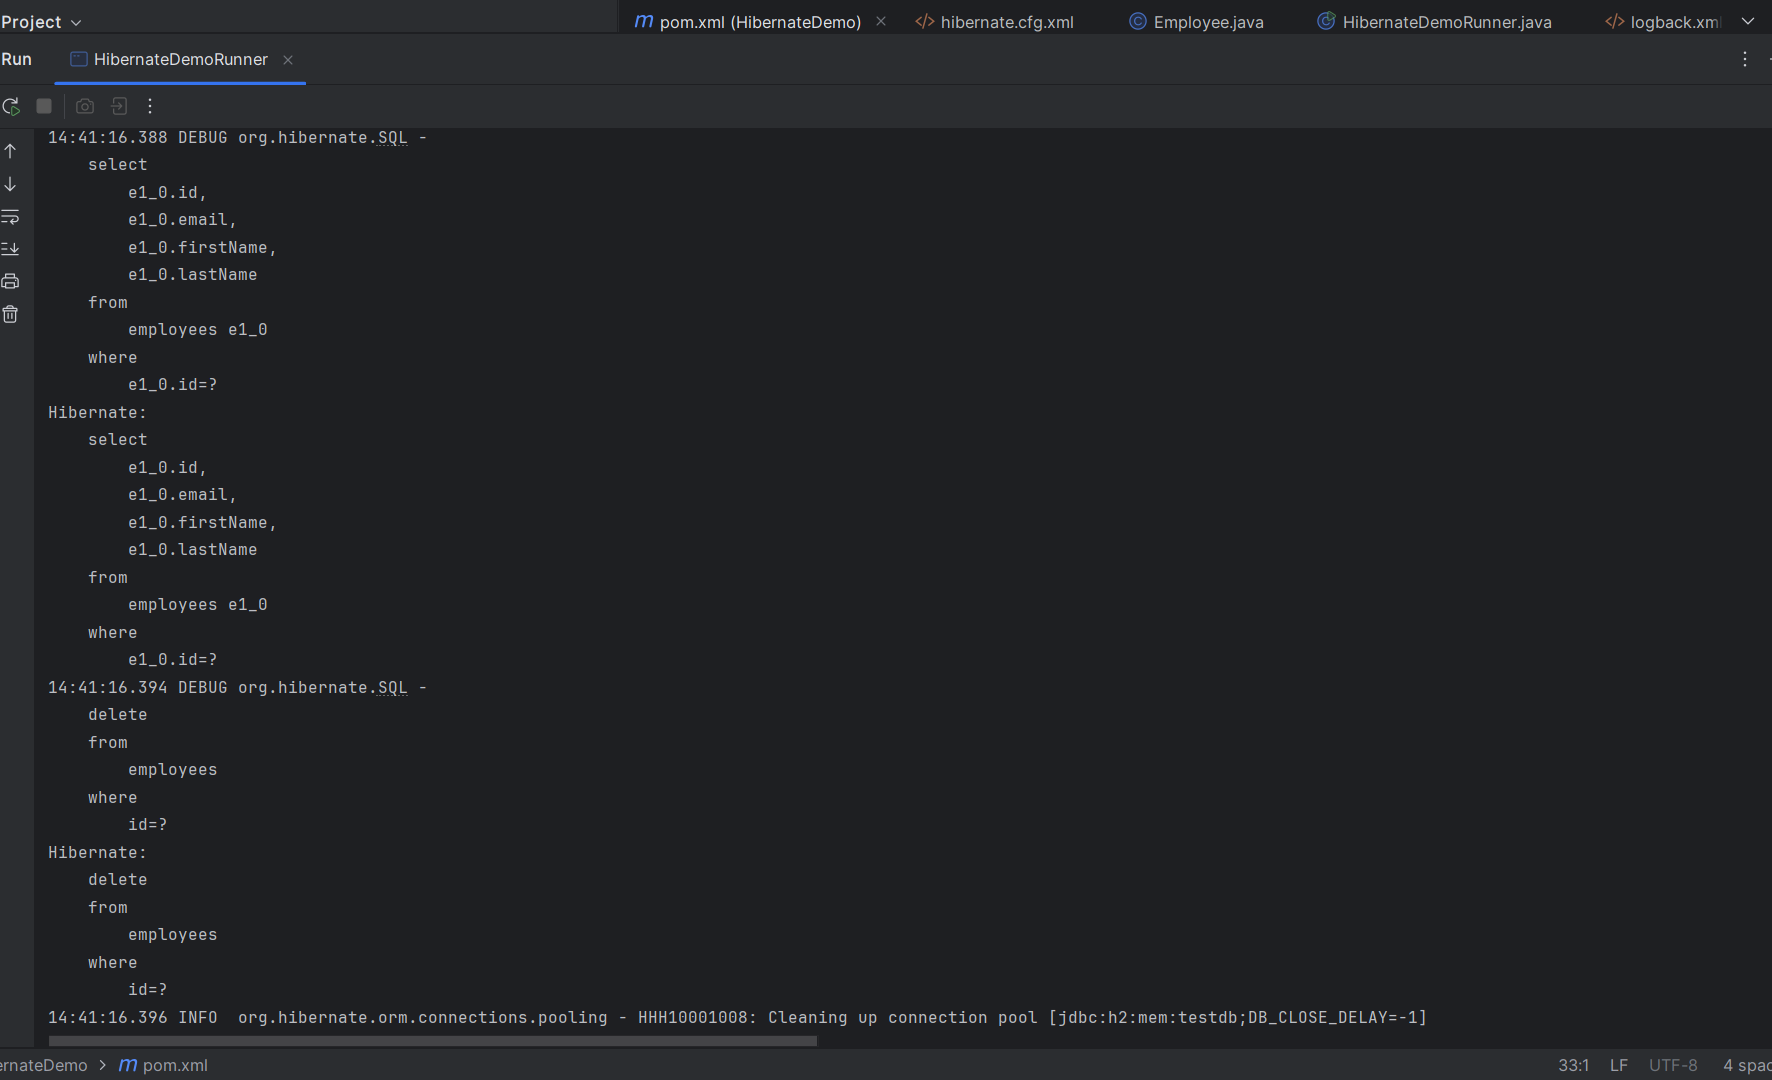 Project
pom.xml (HibernateDemo)
hibernate.cfg.xml
Employee.java
HibernateDemoRunner.java
logback.xml
Run
HibernateDemoRunner
14:41:16.388 DEBUG org.hibernate.SQL -
select
e1_0.id,
e1_0.email,
e1_0.firstName,
e1_0.lastName
from
employees e1_0
where
e1_0.id=?
Hibernate:
select
e1_0.id,
e1_0.email,
e1_0.firstName,
e1_0.lastName
from
employees e1_0
where
e1_0.id=?
14:41:16.394 DEBUG org.hibernate.SQL -
delete
from
employees
where
id=?
Hibernate:
delete
from
employees
where
id=?
14:41:16.396 INFO  org.hibernate.orm.connections.pooling - HHH10001008: Cleaning up connection pool [jdbc:h2:mem:testdb;DB_CLOSE_DELAY=-1]
ernateDemo > pom.xml
33:1 LF UTF-8 4 spac